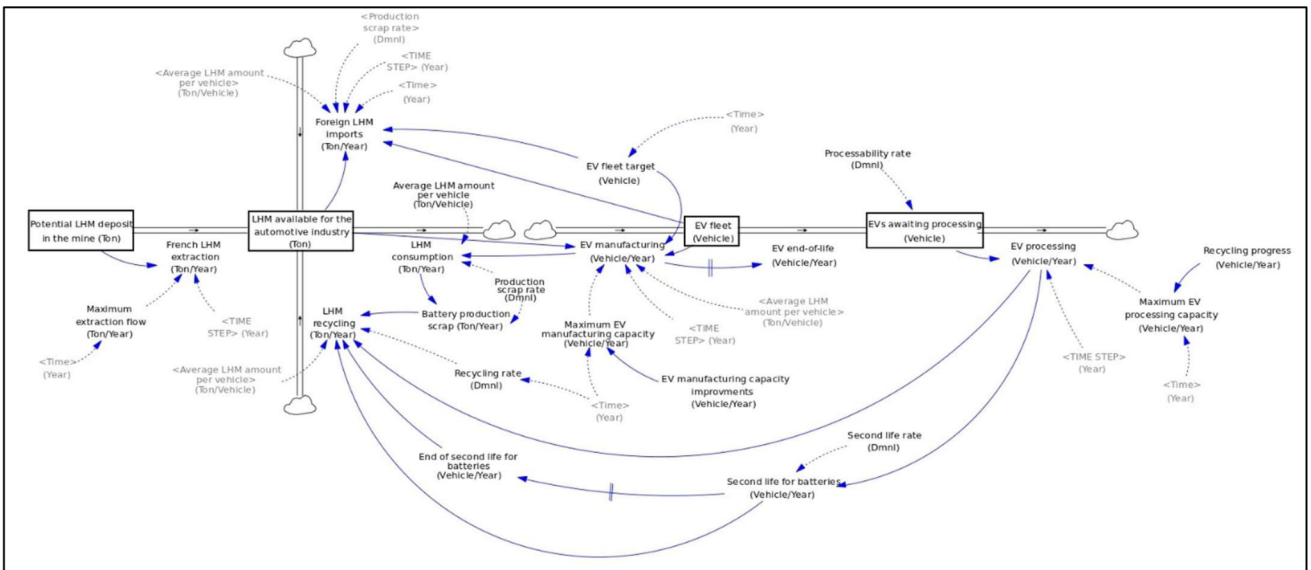 <Production
scrap rate>
(Dmnl)
<TIME
STEP> (Year)
<Average LHM amount
per vehicle>
(Ton/Vehicle)
<Time>
(Year)
Foreign LHM
imports
(Ton/Year)
<Time>
(Year)
EV fleet target
(Vehicle)
Processability rate
(Dmnl)
Average LHM amount
per vehicle
(Ton/Vehicle)
Potential LHM deposit
in the mine (Ton)
LHM available for the
automotive industry
(Ton)
EV fleet
(Vehicle)
EVs awaiting processing
(Vehicle)
French LHM
extraction
(Ton/Year)
LHM
consumption
(Ton/Year)
EV manufacturing
(Vehicle/Year)
EV end-of-life
(Vehicle/Year)
EV processing
(Vehicle/Year)
Recycling progress
(Vehicle/Year)
Production
scrap rate
(Dmnl)
Maximum
extraction flow
(Ton/Year)
<TIME
STEP> (Year)
LHM
recycling
(Ton/Year)
Battery production
scrap (Ton/Year)
Maximum EV
manufacturing capacity
(Vehicle/Year)
<TIME
STEP> (Year)
<Average LHM
amount per vehicle>
(Ton/Vehicle)
Maximum EV
processing capacity
(Vehicle/Year)
<Time>
(Year)
<Average LHM amount
per vehicle>
(Ton/Vehicle)
Recycling rate
(Dmnl)
EV manufacturing capacity
improvments
(Vehicle/Year)
<Time>
(Year)
<TIME STEP>
(Year)
<Time>
(Year)
End of second life for
batteries
(Vehicle/Year)
Second life rate
(Dmnl)
Second life for batteries
(Vehicle/Year)